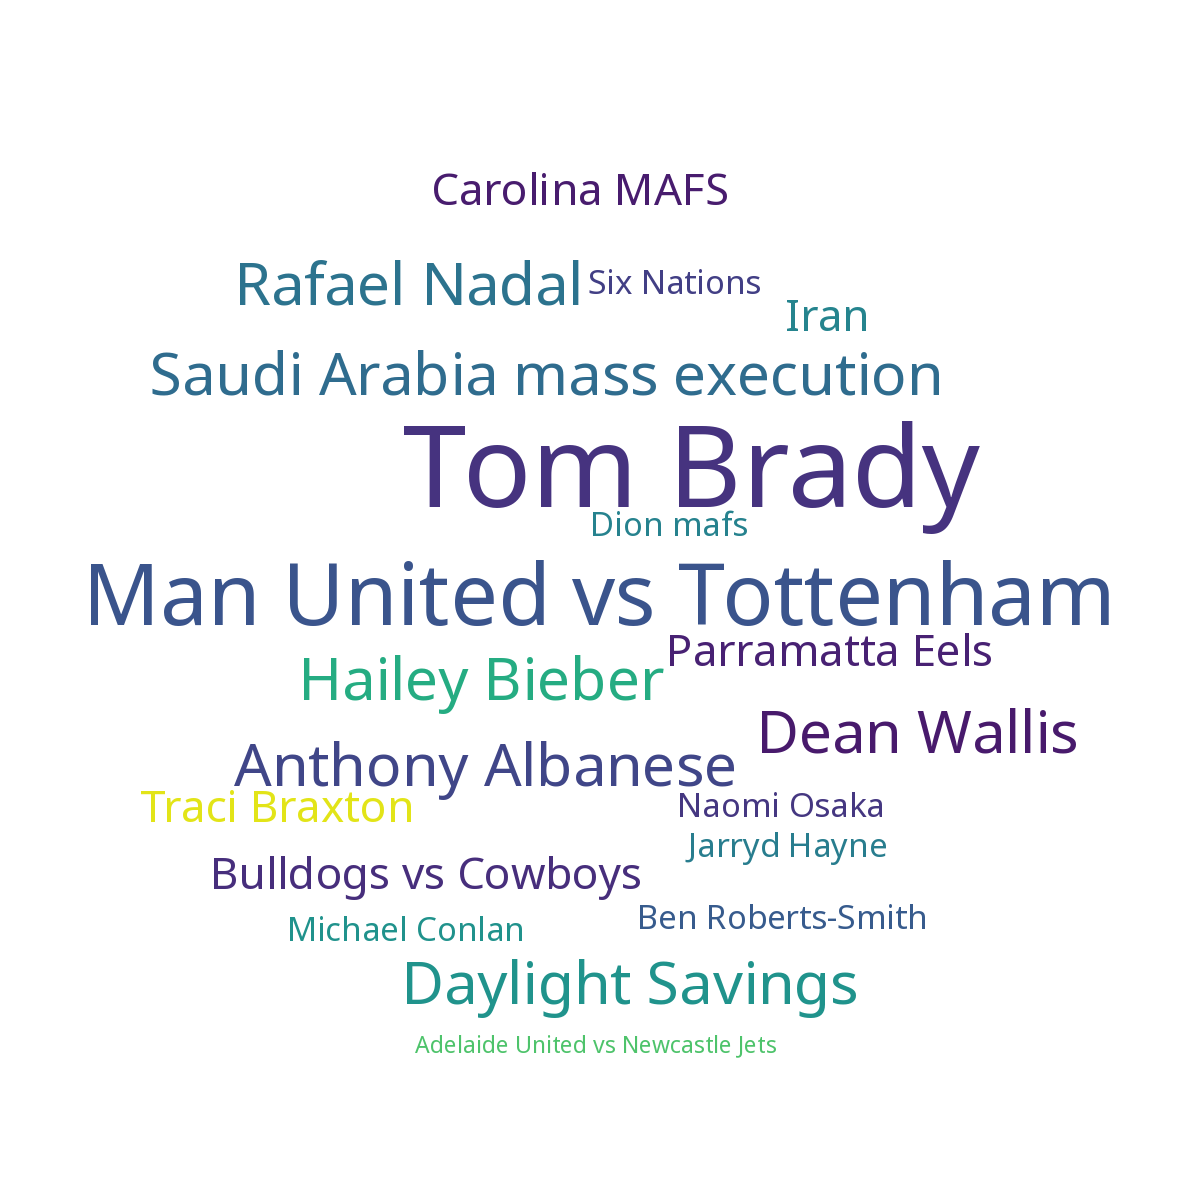 Carolina MAFS
Rafael Nadal
Six Nations
Iran
Saudi Arabia mass execution
Tom Brady
Dion mafs
Man United vs Tottenham
Parramatta Eels
Hailey Bieber
Dean Wallis
Anthony Albanese
Traci Braxton
Naomi Osaka
Jarryd Hayne
Bulldogs vs Cowboys
Ben Roberts-Smith
Michael Conlan
Daylight Savings
Adelaide United vs Newcastle Jets